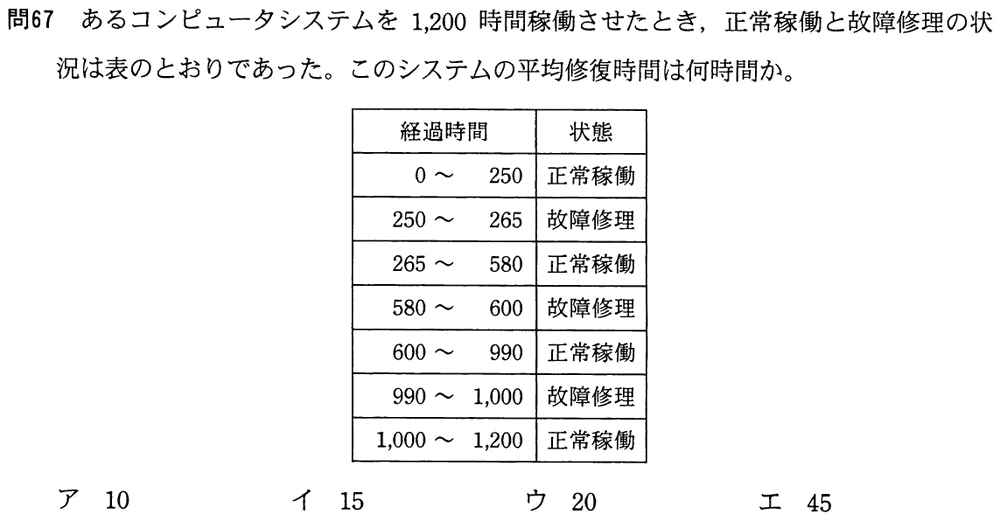 問67 あるコンピュータシステムを 1,200 時間稼働させたとき，正常稼働と故障修理の状
況は表のとおりであった。このシステムの平均修復時間は何時間か。
経過時間 状態
0 ～ 250 正常稼働
250 ～ 265 故障修理
265 ～ 580 正常稼働
580 ～ 600 故障修理
600 ～ 990 正常稼働
990 ～ 1,000 故障修理
1,000 ～ 1,200 正常稼働
ア 10 イ 15 ウ 20 エ 45